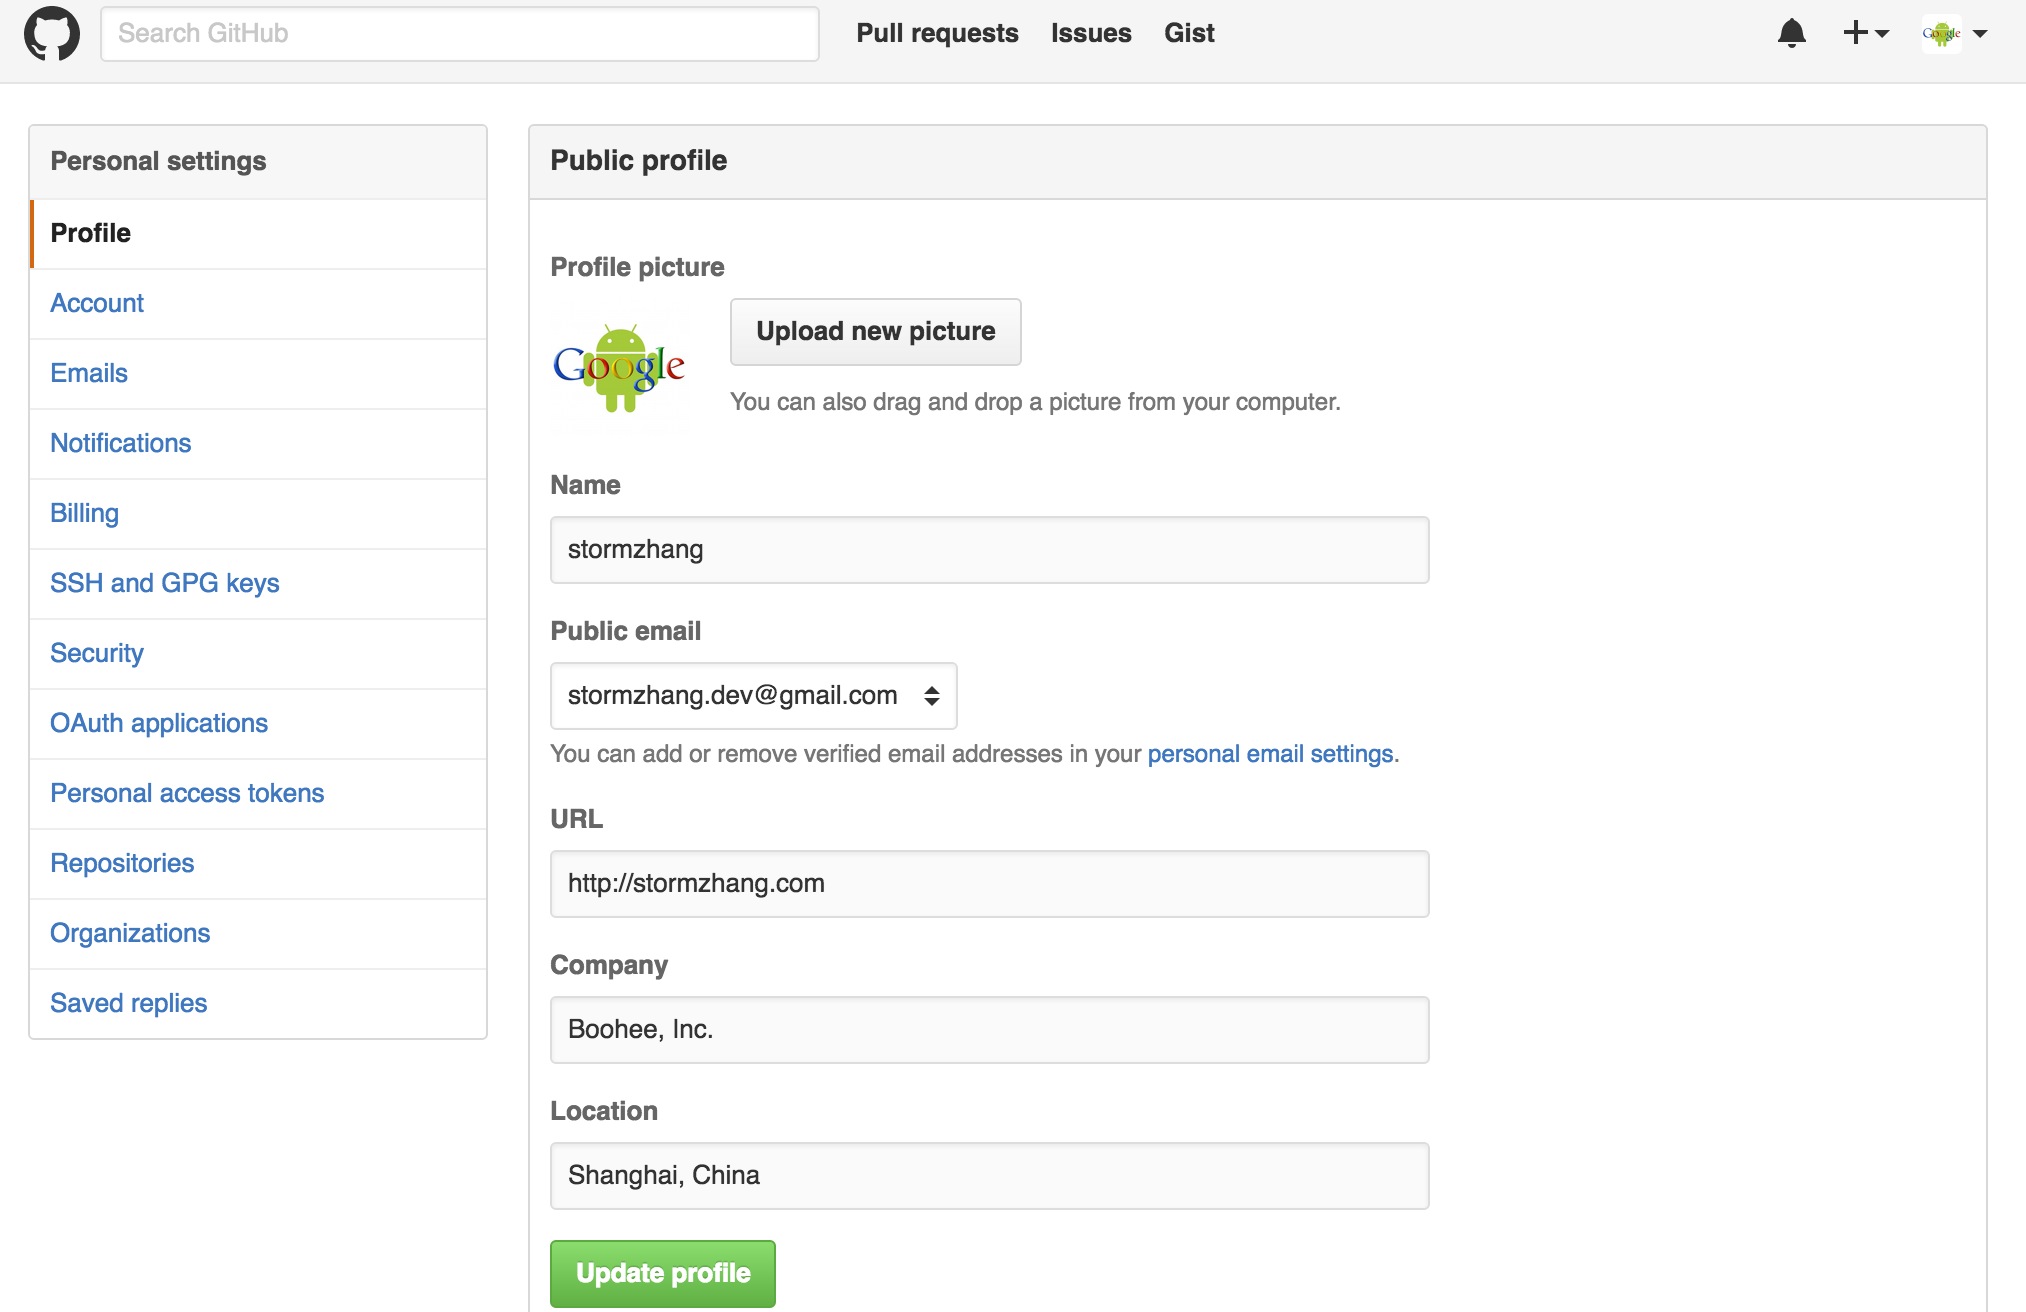 Search GitHub
Pull requests
Issues
Gist
Google
Personal settings
Profile
Account
Emails
Notifications
Billing
SSH and GPG keys
Security
OAuth applications
Personal access tokens
Repositories
Organizations
Saved replies
Public profile
Profile picture
Google
Upload new picture
You can also drag and drop a picture from your computer.
Name
stormzhang
Public email
stormzhang.dev@gmail.com
You can add or remove verified email addresses in your personal email settings.
URL
http://stormzhang.com
Company
Boohee, Inc.
Location
Shanghai, China
Update profile